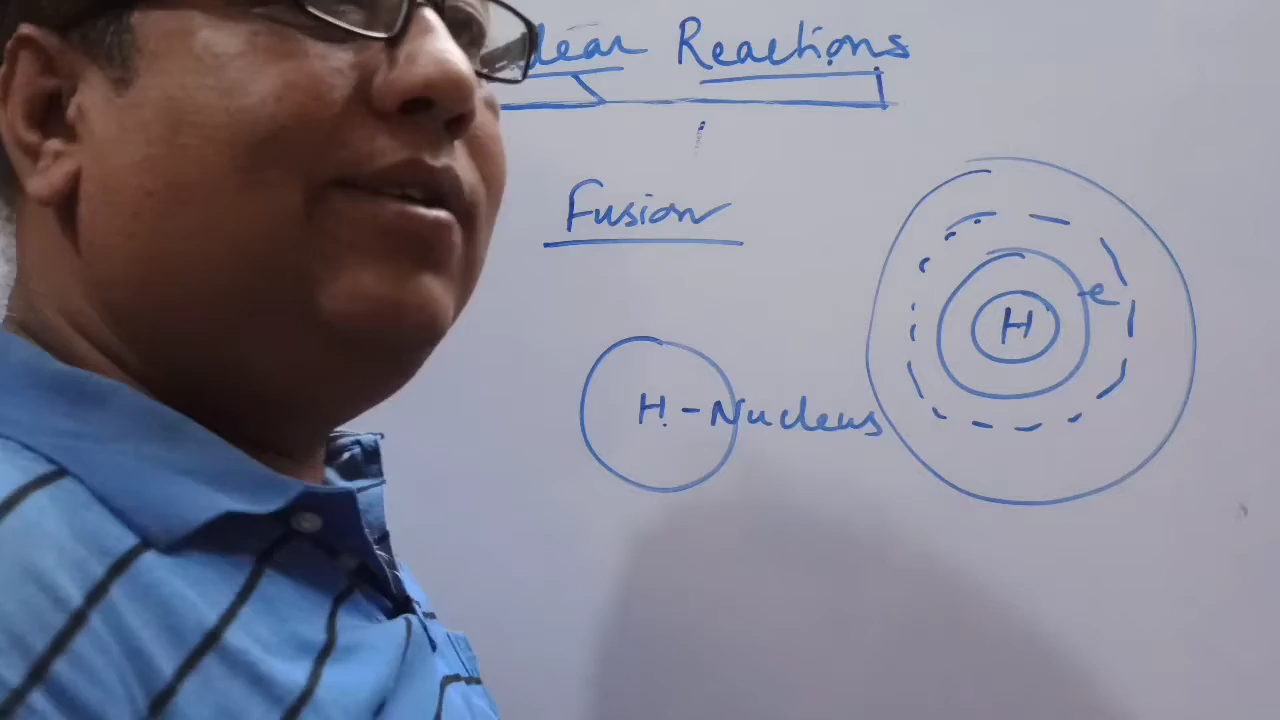 Reactions
Fusion
e
H
H - Nucleus